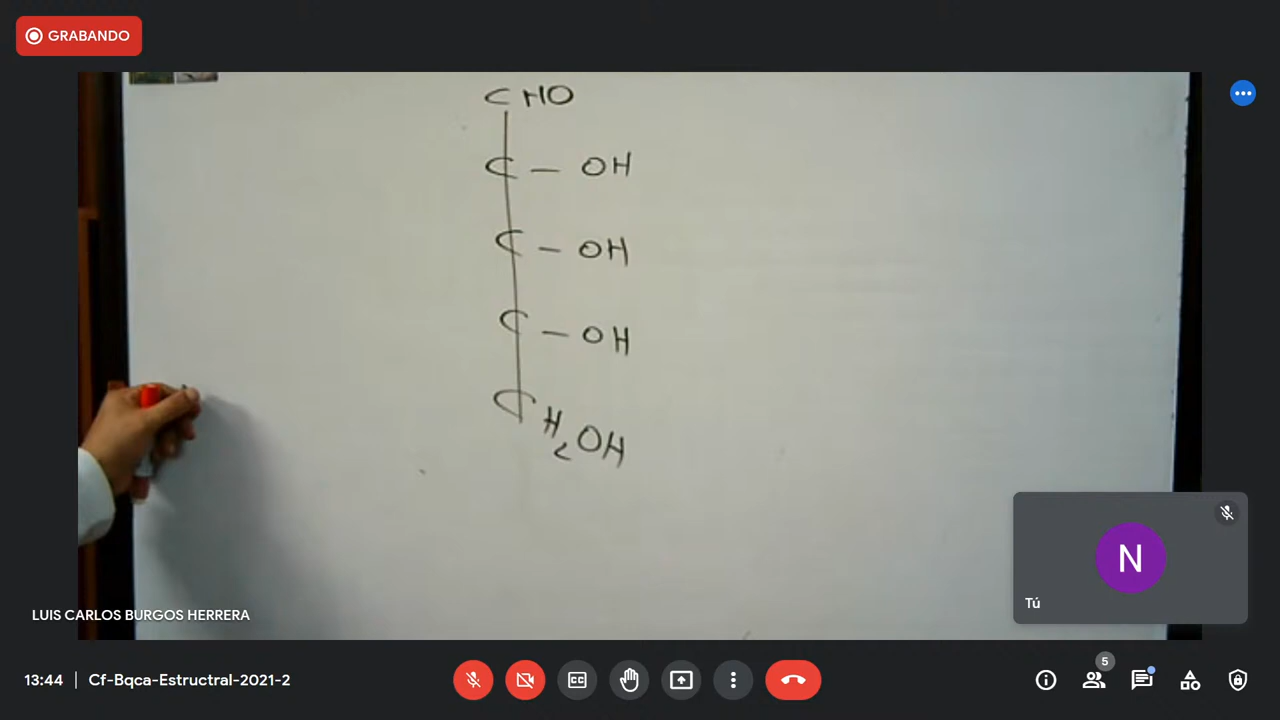 GRABANDO
CHO
C - OH
C - OH
C - OH
CH2OH
N
Tú
LUIS CARLOS BURGOS HERRERA
13:44 | Cf-Bqca-Estructral-2021-2
5